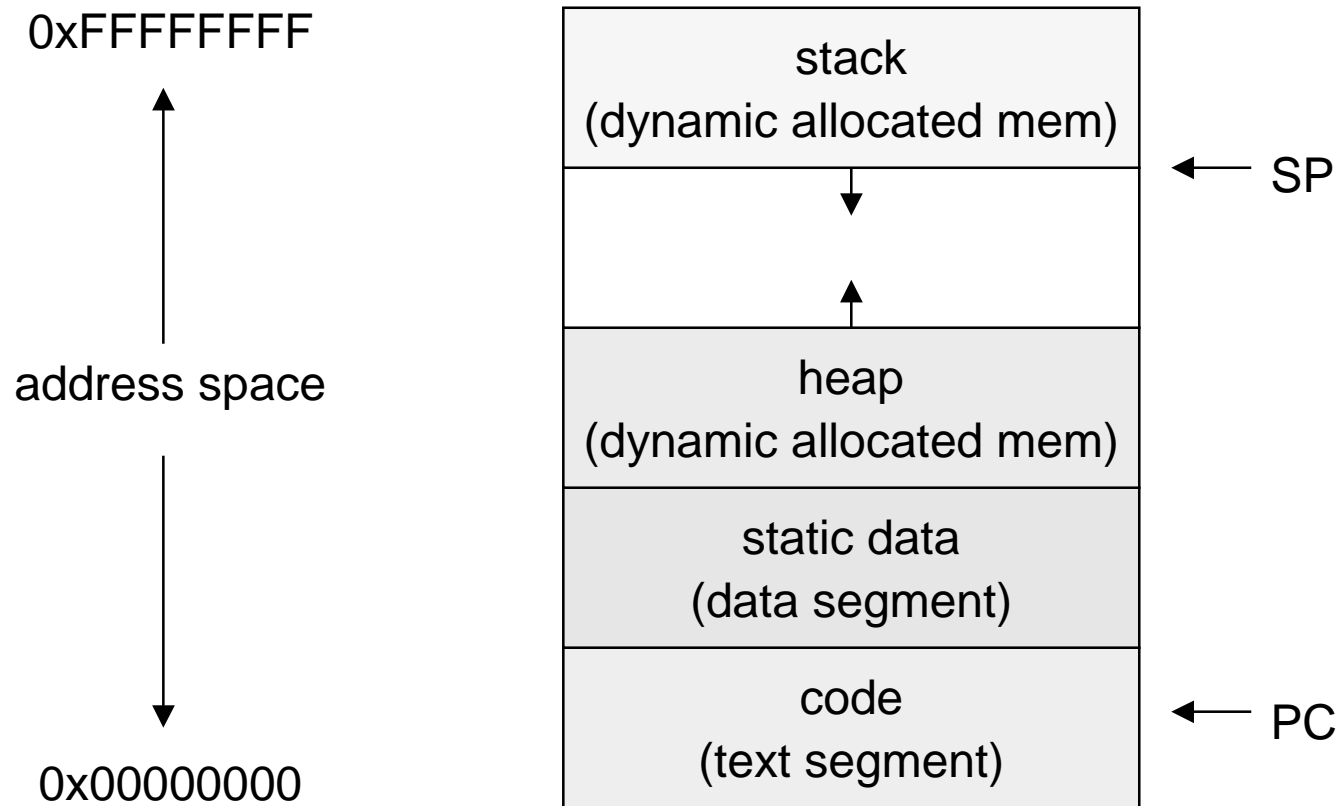 0xFFFFFFFF
address space
0x00000000
stack
(dynamic allocated mem)
heap
(dynamic allocated mem)
static data
(data segment)
code
(text segment)
SP
PC